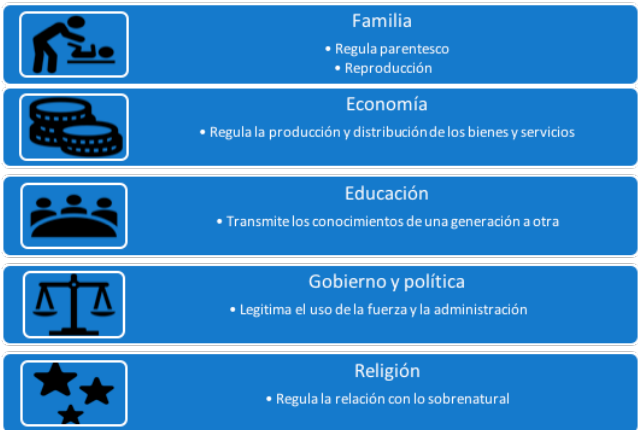 Familia
• Regula parentesco
• Reproducción
Economía
• Regula la producción y distribución de los bienes y servicios
Educación
• Transmite los conocimientos de una generación a otra
Gobierno y política
• Legitima el uso de la fuerza y la administración
Religión
• Regula la relación con lo sobrenatural